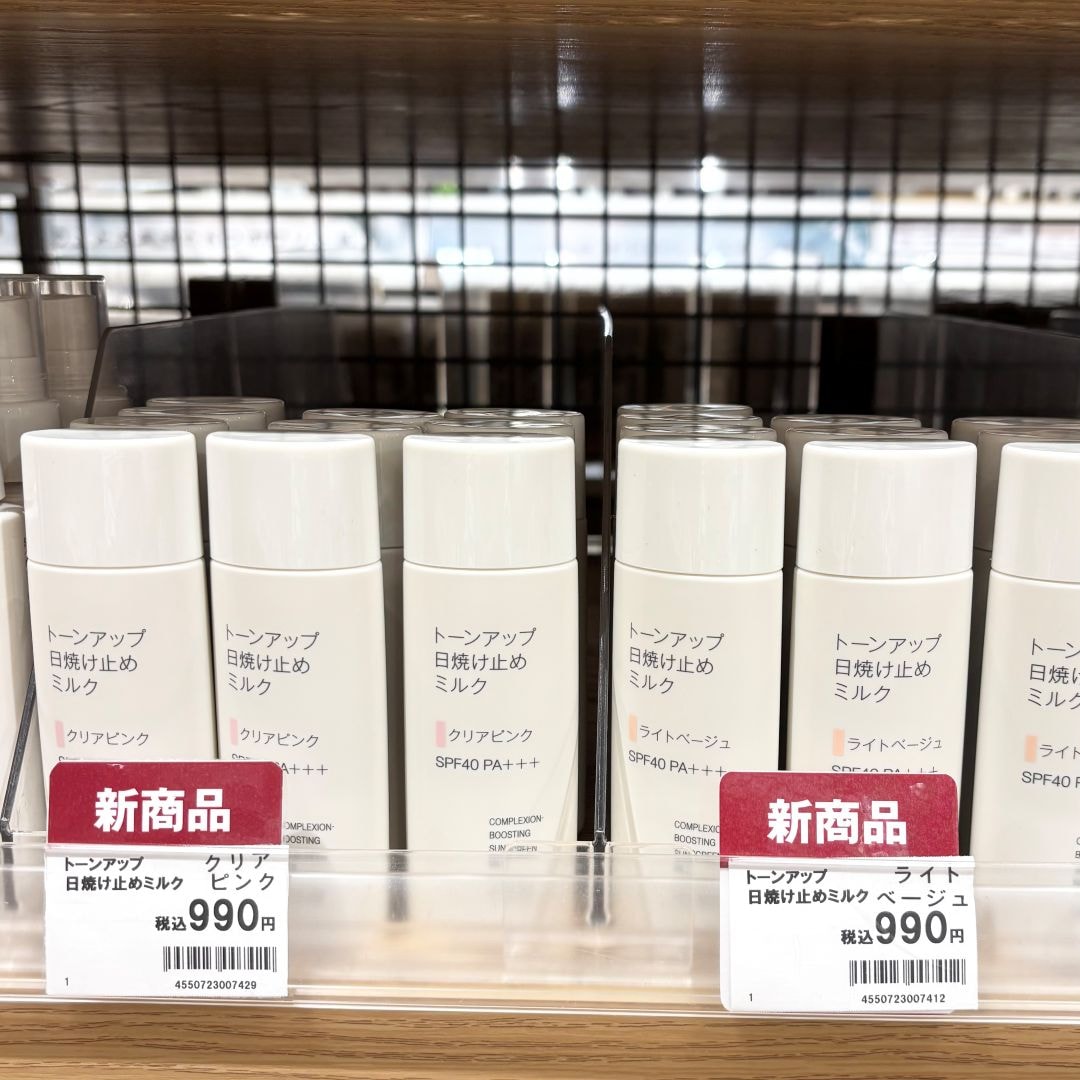 トーンアップ
日焼け止め
ミルク
クリアピンク
トーンアップ
日焼け止め
ミルク
クリアピンク
PA+++
トーンアップ
日焼け止め
ミルク
クリアピンク
SPF40 PA+++
COMPLEXION-
BOOSTING
SUNSCREEN
トーンアップ
日焼け止め
ミルク
ライトベージュ
SPF40 PA+++
トーンアップ
日焼け止め
ミルク
ライトベージュ
SPF40 PA+++
新商品
トーンアップ クリア
日焼け止めミルク ピンク
税込990円
1
4550723007429
新商品
トーンアップ ライト
日焼け止めミルク ベージュ
税込990円
1
4550723007412